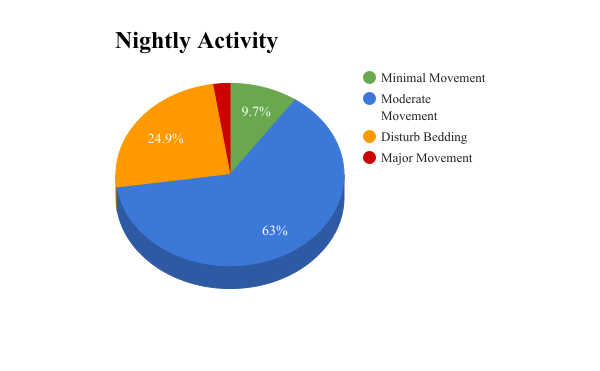 Nightly Activity
Minimal Movement
Moderate
Movement
Disturb Bedding
Major Movement
9.7%
24.9%
63%